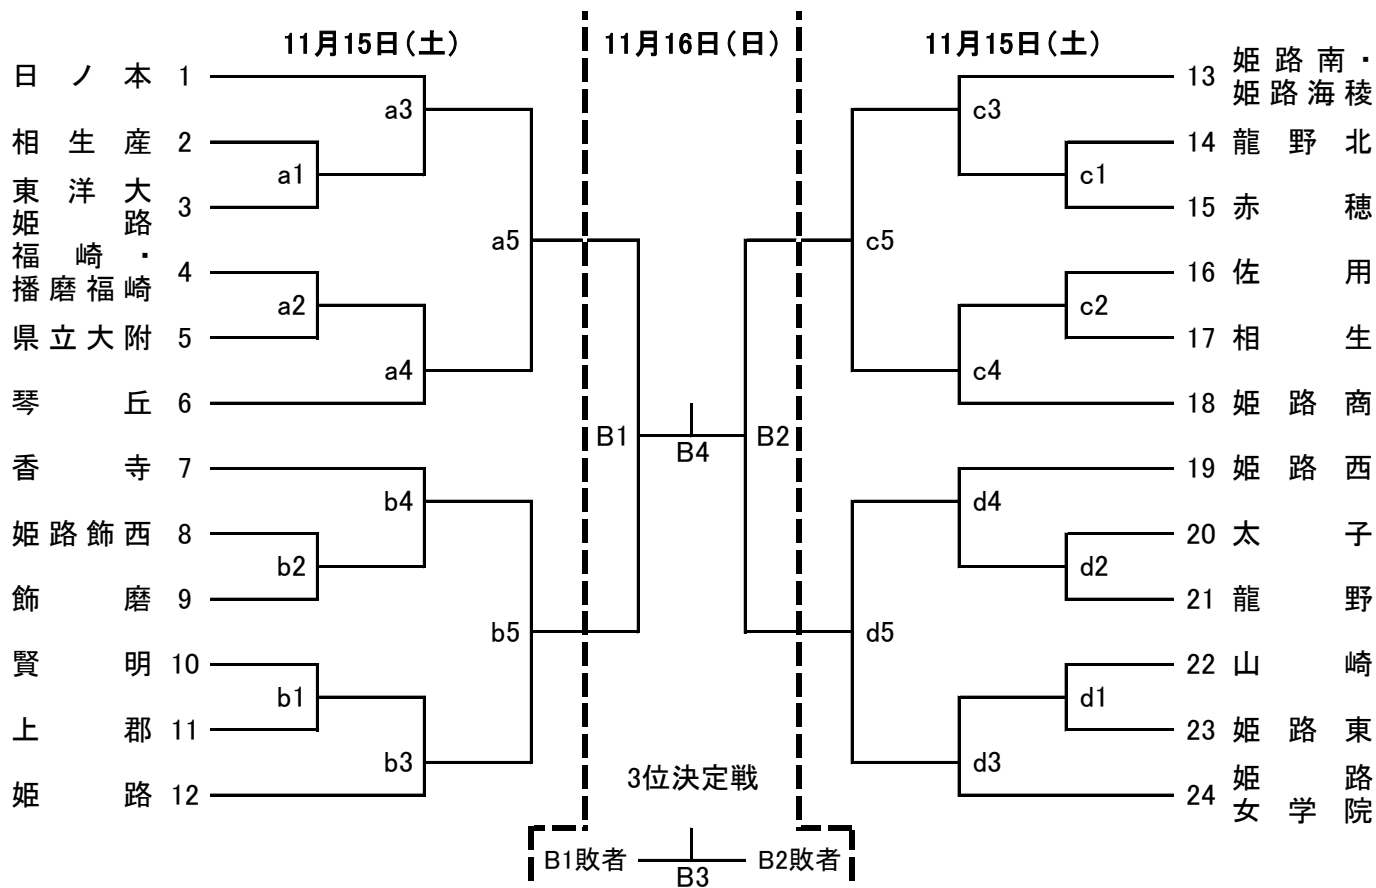 11月15日(土) 11月16日(日) 11月15日(土)
日ノ本 1
相生産 2
東洋大
姫路 3
福崎・
播磨福崎 4
県立大附 5
琴丘 6
香寺 7
姫路飾西 8
飾磨 9
賢明 10
上郡 11
姫路 12
a3
a1
a5
a2
a4
b4
b2
b5
b1
b3
B1
B4
B2
c3
c1
c5
c2
c4
d4
d2
d5
d1
d3
13 姫路南・
姫路海稜
14 龍野北
15 赤穂
16 佐用
17 相生
18 姫路商
19 姫路西
20 太子
21 龍野
22 山崎
23 姫路東
24 姫路
女学院
3位決定戦
B1敗者 B2敗者
B3